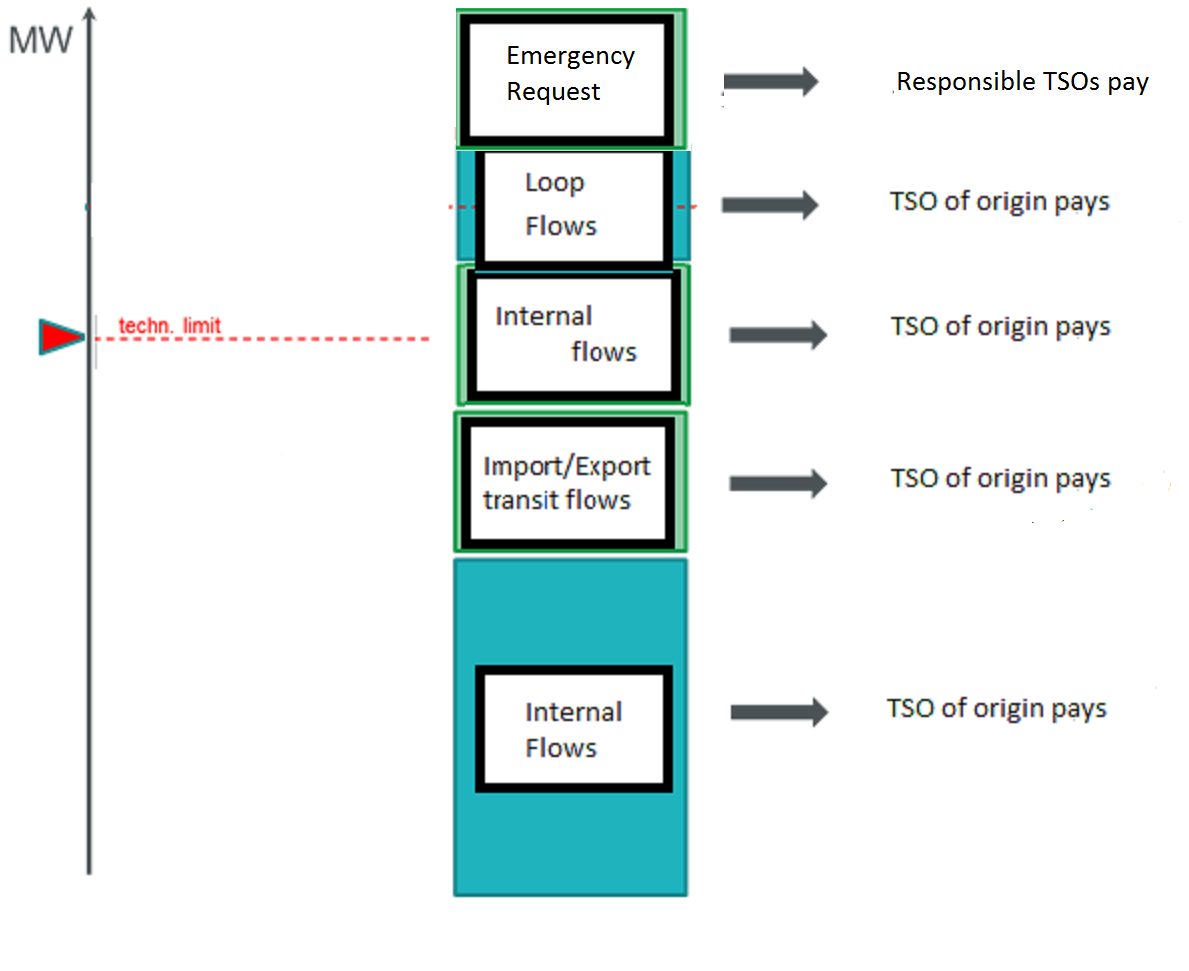 MW
Emergency
Request
Responsible TSOs pay
Loop
Flows
TSO of origin pays
techn. limit
Internal
flows
TSO of origin pays
Import/Export
transit flows
TSO of origin pays
Internal
Flows
TSO of origin pays